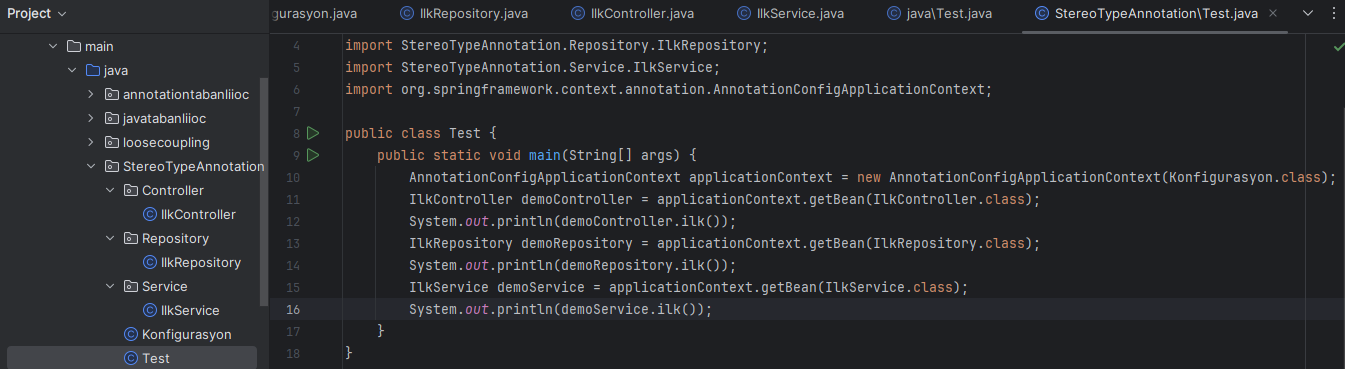 Project
gurasyon.java
IlkRepository.java
IlkController.java
IlkService.java
java\Test.java
StereoTypeAnnotation\Test.java
main
java
annotationtabanliioc
javatabanliioc
loosecoupling
StereoTypeAnnotation
Controller
IlkController
Repository
IlkRepository
Service
IlkService
Konfigurasyon
Test
4 import StereoTypeAnnotation.Repository.IlkRepository;
5 import StereoTypeAnnotation.Service.IlkService;
6 import org.springframework.context.annotation.AnnotationConfigApplicationContext;
7
8 public class Test {
9 public static void main(String[] args) {
10 AnnotationConfigApplicationContext applicationContext = new AnnotationConfigApplicationContext(Konfigurasyon.class);
11 IlkController demoController = applicationContext.getBean(IlkController.class);
12 System.out.println(demoController.ilk());
13 IlkRepository demoRepository = applicationContext.getBean(IlkRepository.class);
14 System.out.println(demoRepository.ilk());
15 IlkService demoService = applicationContext.getBean(IlkService.class);
16 System.out.println(demoService.ilk());
17 }
18 }